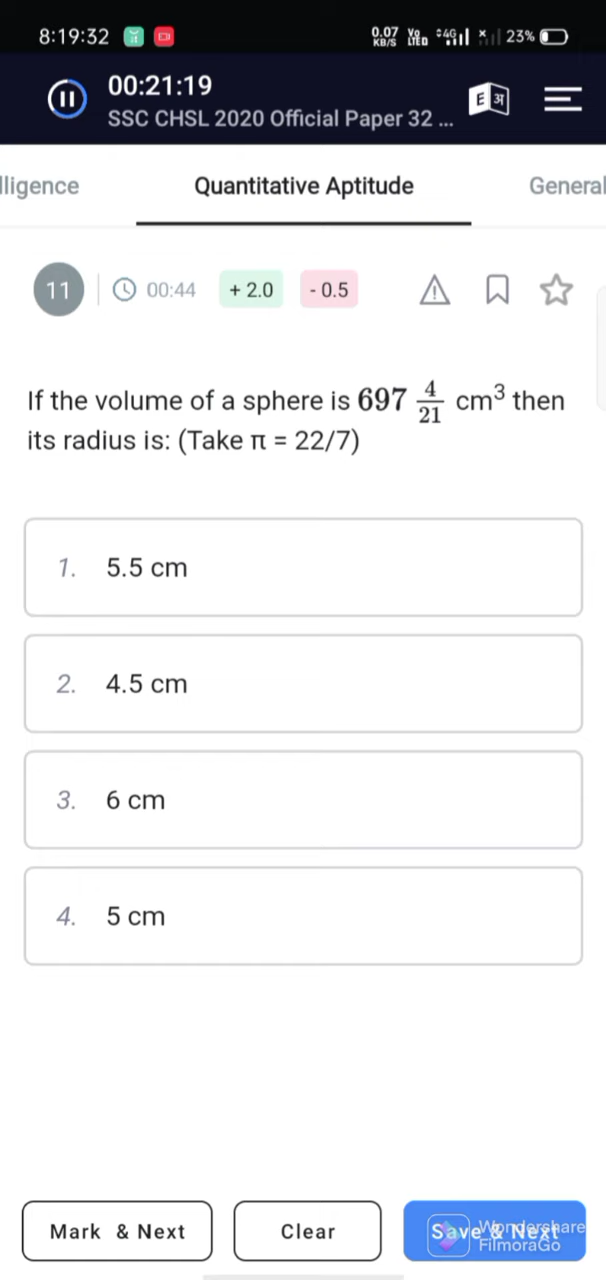 8:19:32 0.07 KB/S Vo LTE 4G 23%
00:21:19
SSC CHSL 2020 Official Paper 32 ...
E अ
lligence Quantitative Aptitude General
11 00:44 + 2.0 - 0.5
If the volume of a sphere is 697 4/21 cm³ then
its radius is: (Take π = 22/7)
1. 5.5 cm
2. 4.5 cm
3. 6 cm
4. 5 cm
Mark & Next Clear Save & Next
Wondershare
FilmoraGo